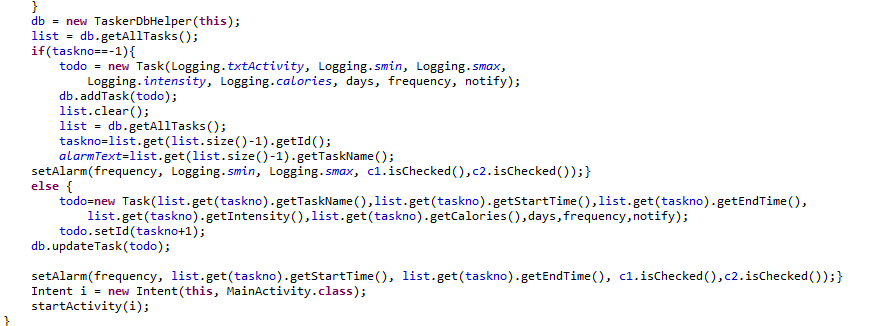 }
db = new TaskerDbHelper(this);
list = db.getAllTasks();
if(taskno==-1){
todo = new Task(Logging.txtActivity, Logging.smin, Logging.smax,
Logging.intensity, Logging.calories, days, frequency, notify);
db.addTask(todo);
list.clear();
list = db.getAllTasks();
taskno=list.get(list.size()-1).getId();
alarmText=list.get(list.size()-1).getTaskName();
setAlarm(frequency, Logging.smin, Logging.smax, c1.isChecked(),c2.isChecked());}
else {
todo=new Task(list.get(taskno).getTaskName(),list.get(taskno).getStartTime(),list.get(taskno).getEndTime(),
list.get(taskno).getIntensity(),list.get(taskno).getCalories(),days,frequency,notify);
todo.setId(taskno+1);
db.updateTask(todo);
setAlarm(frequency, list.get(taskno).getStartTime(), list.get(taskno).getEndTime(), c1.isChecked(),c2.isChecked());}
Intent i = new Intent(this, MainActivity.class);
startActivity(i);
}